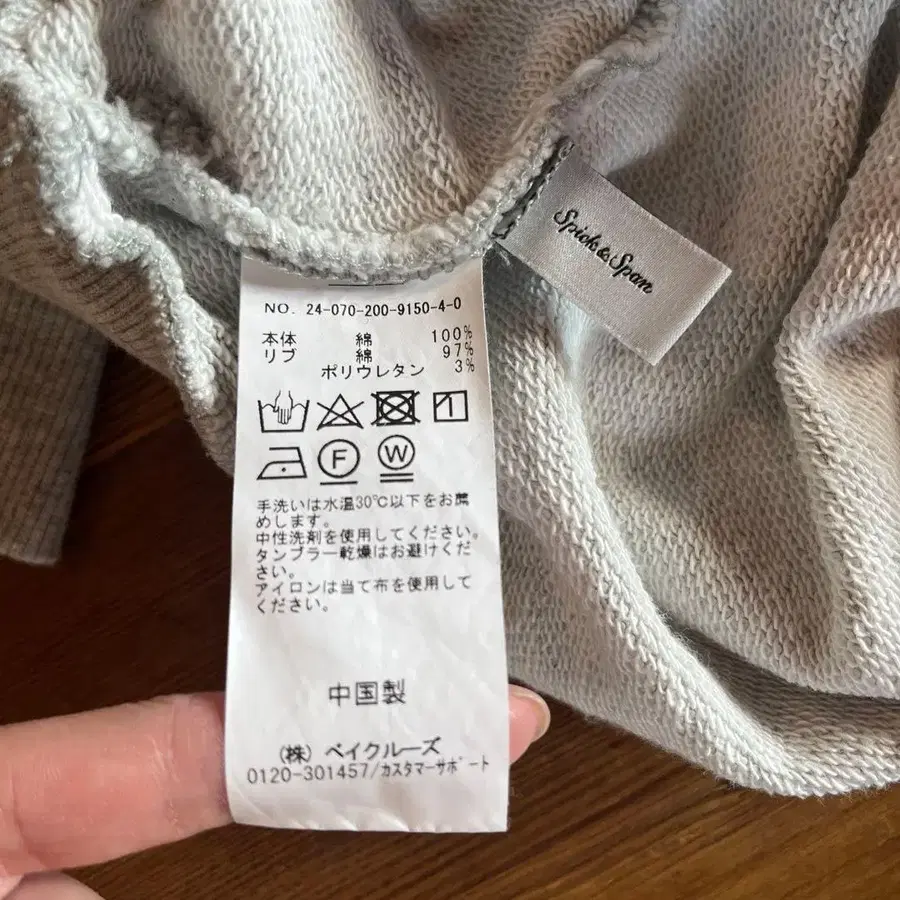 Spick & Span
NO. 24-070-200-9150-4-0
本体 綿 100%
リブ 綿 97%
ポリウレタン 3%
F W
手洗いは水温30℃以下をお薦
めします。
中性洗剤を使用してください。
タンブラー乾燥はお避けくだ
さい。
アイロンは当て布を使用して
ください。
中国製
(株) ベイクルーズ
0120-301457/カスタマーサポート